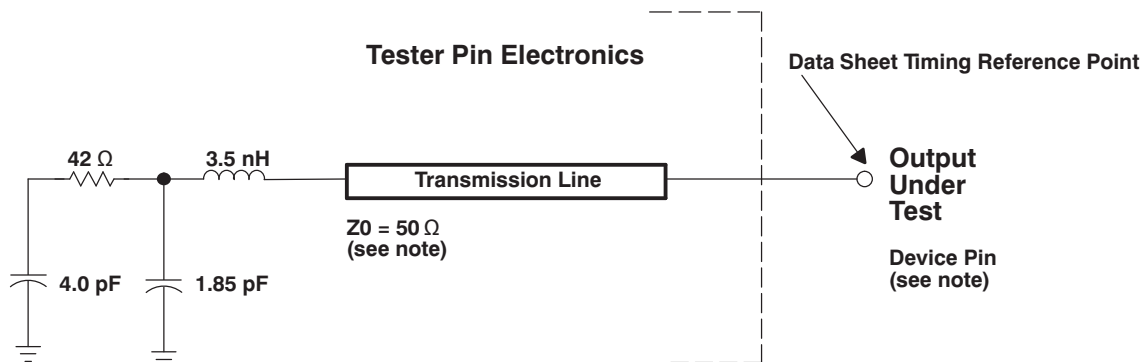 Tester Pin Electronics
Data Sheet Timing Reference Point
42 Ω
3.5 nH
Transmission Line
Output
Under
Test
Z0 = 50 Ω
(see note)
Device Pin
(see note)
4.0 pF
1.85 pF